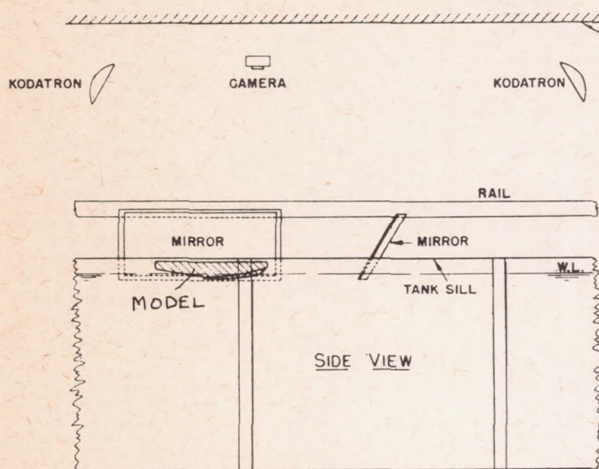 KODATRON
CAMERA
KODATRON
RAIL
MIRROR
MIRROR
W.L.
TANK SILL
MODEL
SIDE VIEW